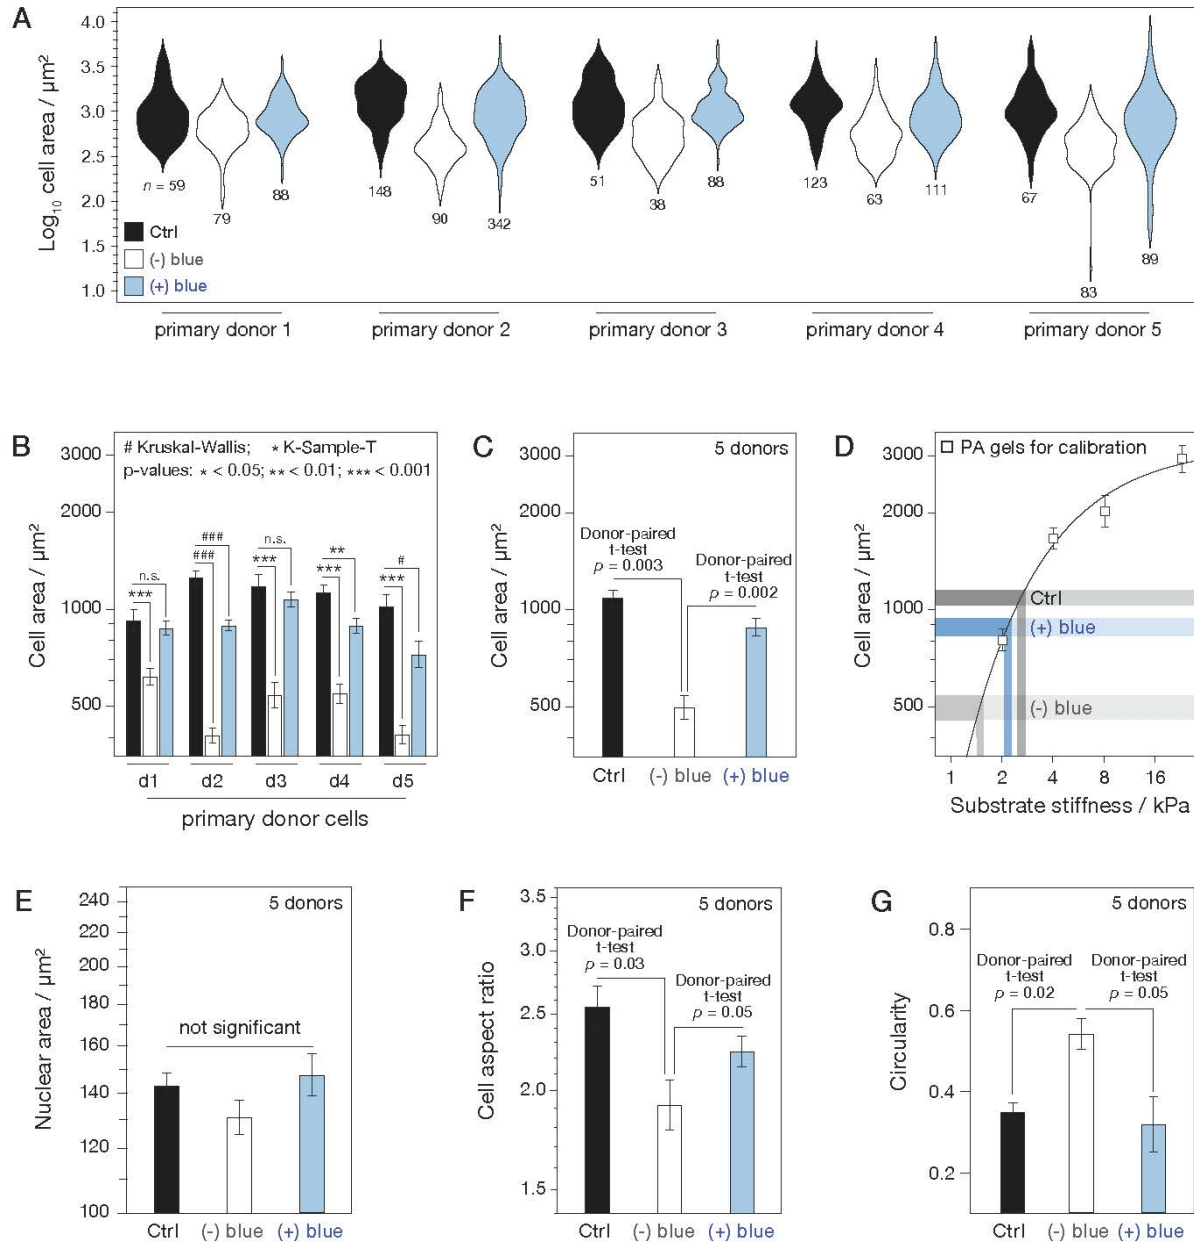 A
Log10 cell area / µm²
4.0
3.5
3.0
2.5
2.0
1.5
1.0
n = 59
79
88
148
90
342
51
38
88
123
63
111
67
83
89
Ctrl
(-) blue
(+) blue
primary donor 1
primary donor 2
primary donor 3
primary donor 4
primary donor 5
B
Cell area / µm²
3000
2000
1000
500
# Kruskal-Wallis; * K-Sample-T
p-values: * < 0.05; ** < 0.01; *** < 0.001
n.s.
***
###
###
n.s.
***
**
***
#
***
d1
d2
d3
d4
d5
primary donor cells
C
Cell area / µm²
3000
2000
1000
500
5 donors
Donor-paired
t-test
p = 0.003
Donor-paired
t-test
p = 0.002
Ctrl
(-) blue
(+) blue
D
Cell area / µm²
3000
2000
1000
500
PA gels for calibration
Ctrl
(+) blue
(-) blue
1
2
4
8
16
Substrate stiffness / kPa
E
Nuclear area / µm²
240
220
200
180
160
140
120
100
5 donors
not significant
Ctrl
(-) blue
(+) blue
F
Cell aspect ratio
3.5
3.0
2.5
2.0
1.5
5 donors
Donor-paired
t-test
p = 0.03
Donor-paired
t-test
p = 0.05
Ctrl
(-) blue
(+) blue
G
Circularity
0.8
0.6
0.4
0.2
5 donors
Donor-paired
t-test
p = 0.02
Donor-paired
t-test
p = 0.05
Ctrl
(-) blue
(+) blue